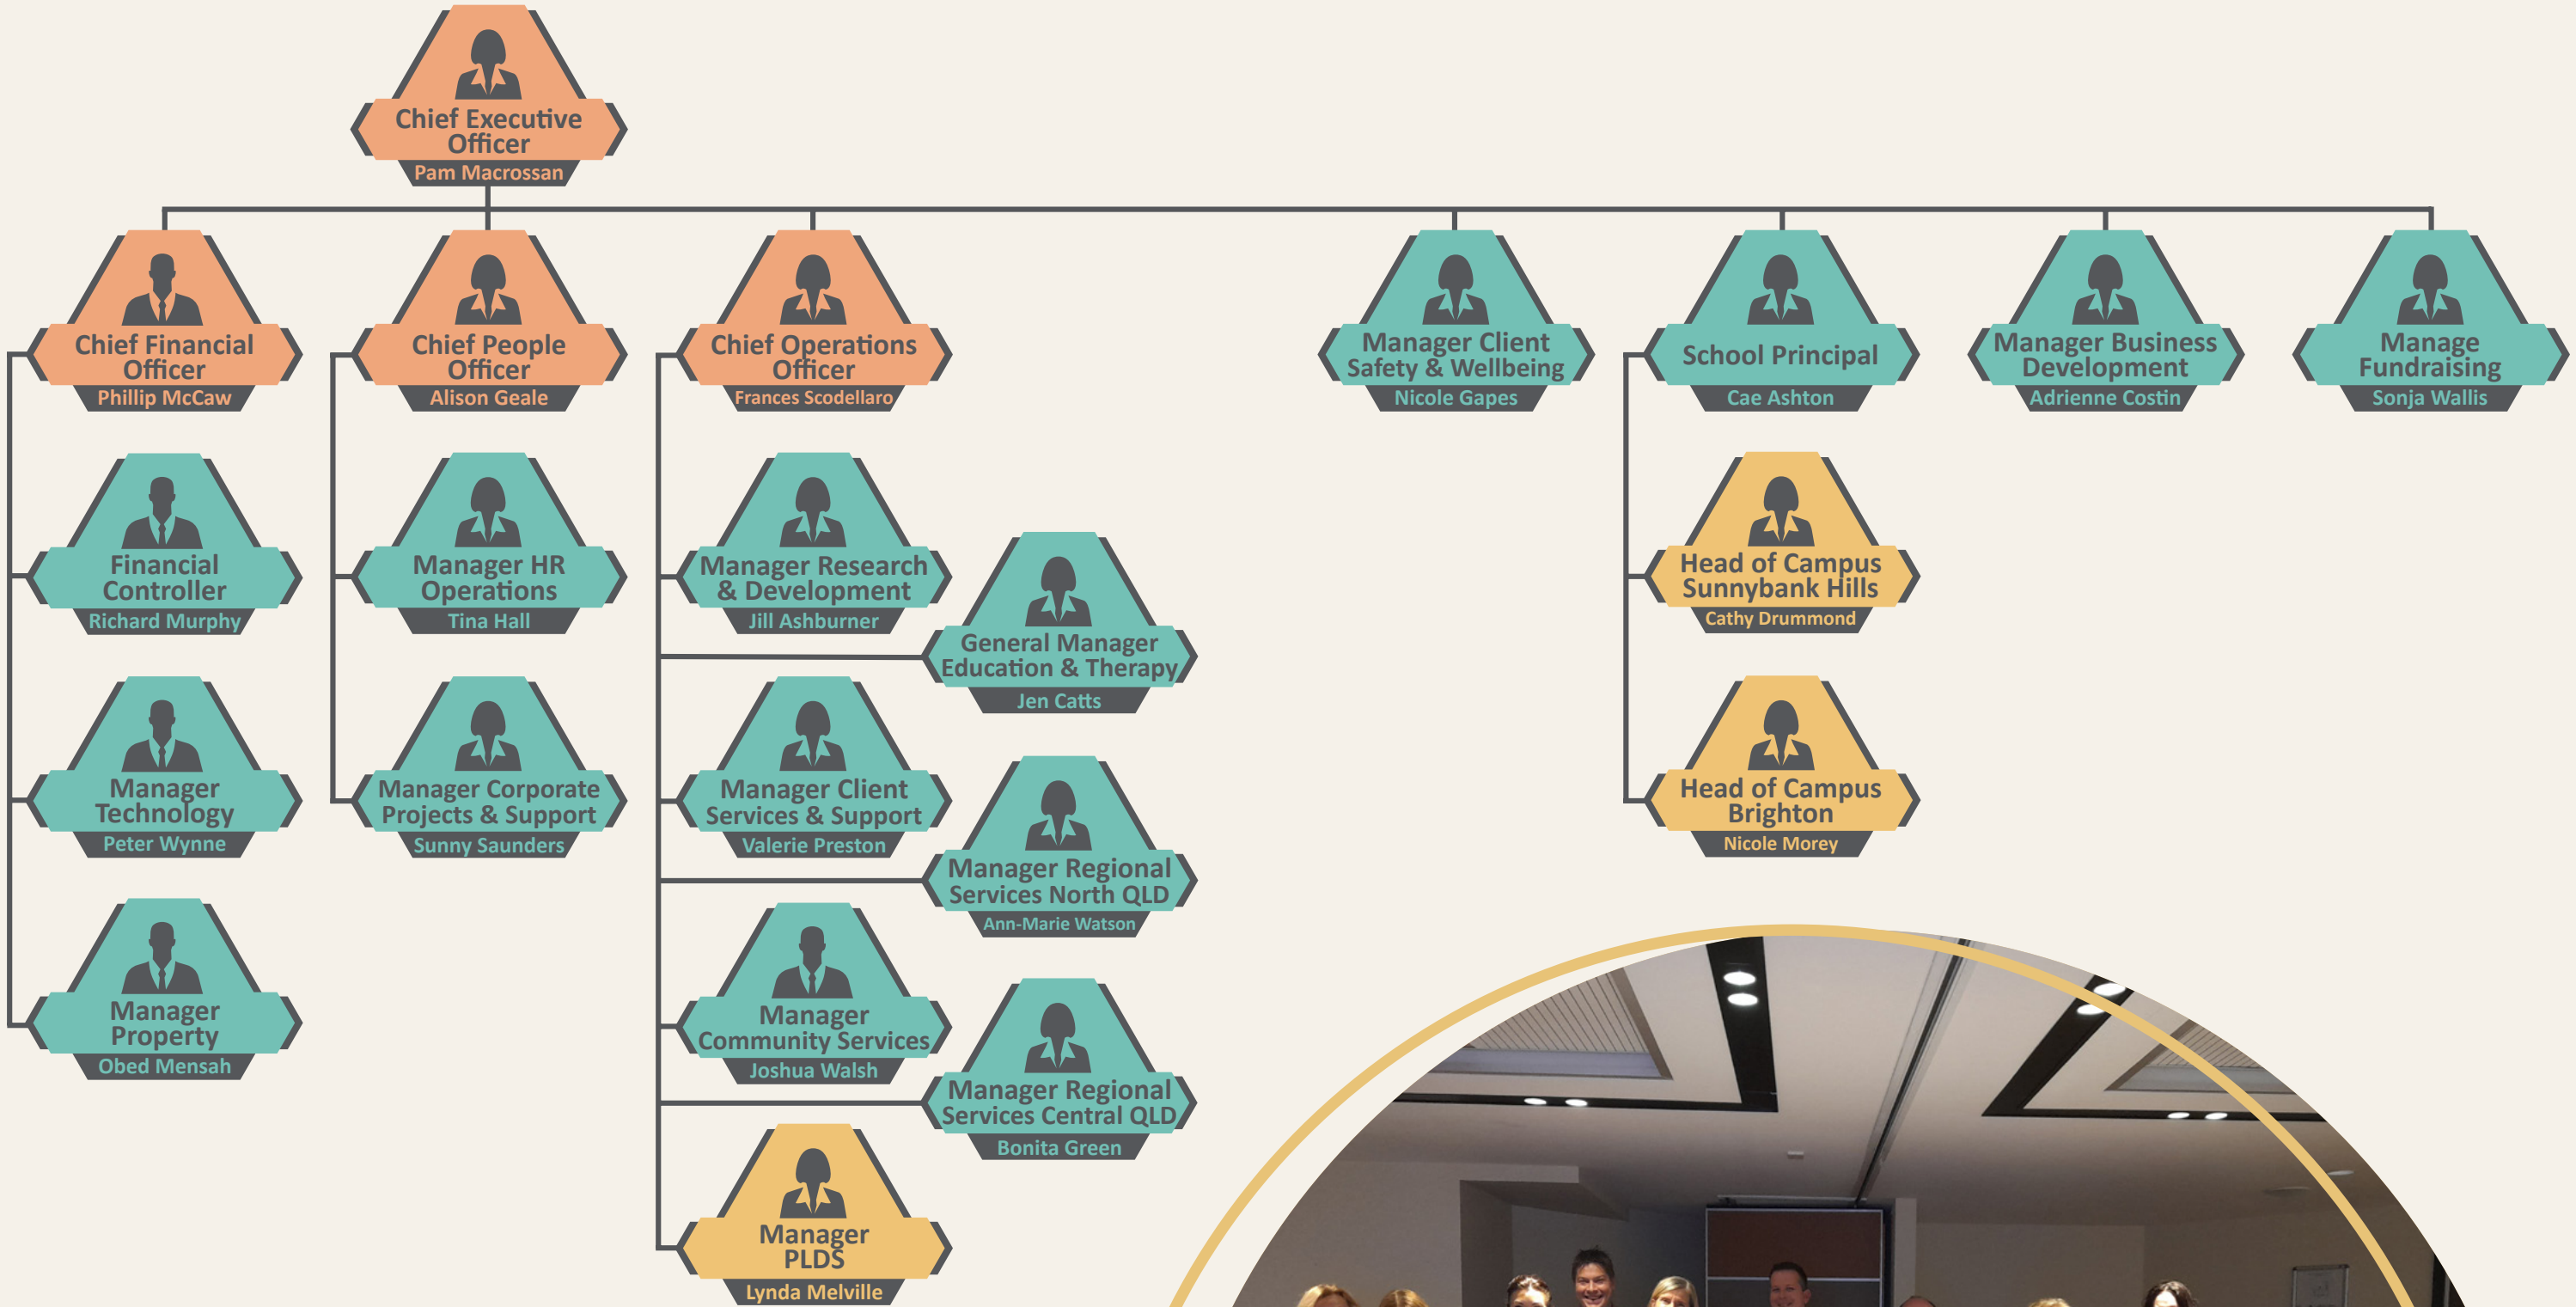 Chief Executive
Officer
Pam Macrossan
Chief Financial
Officer
Phillip McCaw
Chief People
Officer
Alison Geale
Chief Operations
Officer
Frances Scodellaro
Manager Client
Safety & Wellbeing
Nicole Gapes
School Principal
Cae Ashton
Manager Business
Development
Adrienne Costin
Manage
Fundraising
Sonja Wallis
Financial
Controller
Richard Murphy
Manager HR
Operations
Tina Hall
Manager Research
& Development
Jill Ashburner
General Manager
Education & Therapy
Jen Catts
Head of Campus
Sunnybank Hills
Cathy Drummond
Manager
Technology
Peter Wynne
Manager Corporate
Projects & Support
Sunny Saunders
Manager Client
Services & Support
Valerie Preston
Manager Regional
Services North QLD
Ann-Marie Watson
Head of Campus
Brighton
Nicole Morey
Manager
Property
Obed Mensah
Manager
Community Services
Joshua Walsh
Manager Regional
Services Central QLD
Bonita Green
Manager
PLDS
Lynda Melville